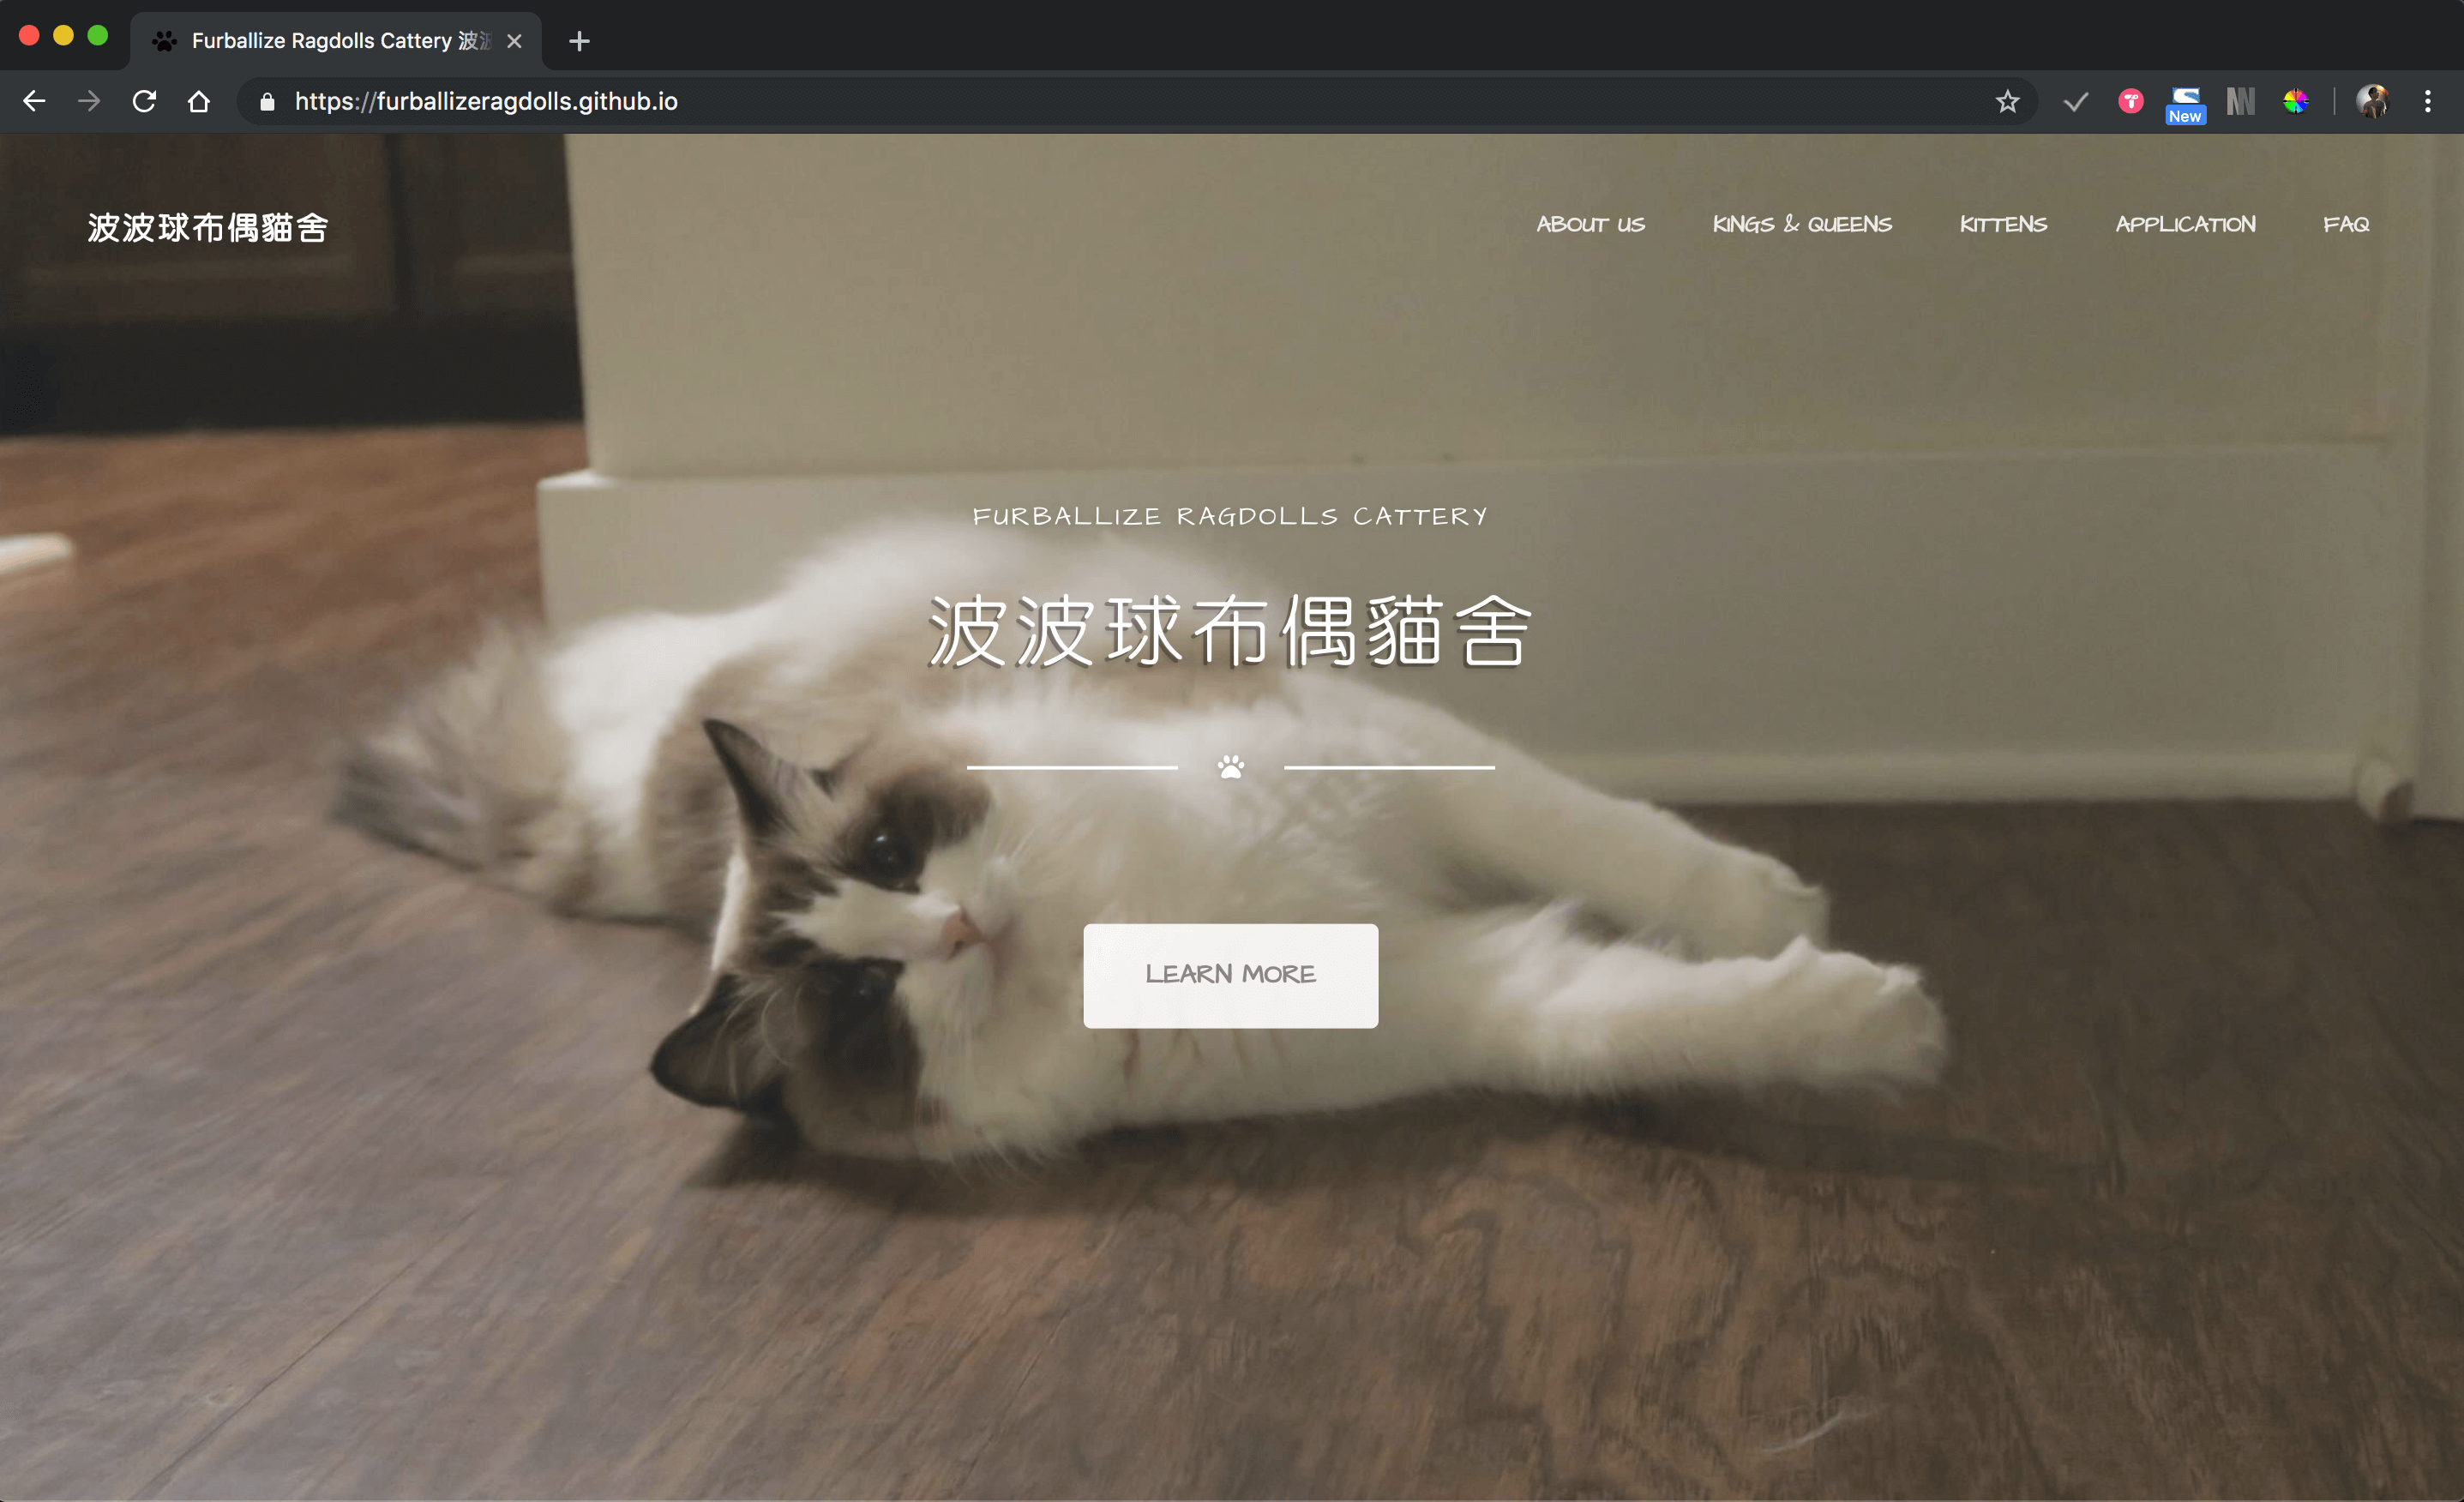 Furballize Ragdolls Cattery 波
https://furballizeragdolls.github.io
New
波波球布偶貓舍
ABOUT US
KINGS & QUEENS
KITTENS
APPLICATION
FAQ
FURBALLIZE RAGDOLLS CATTERY
波波球布偶貓舍
LEARN MORE